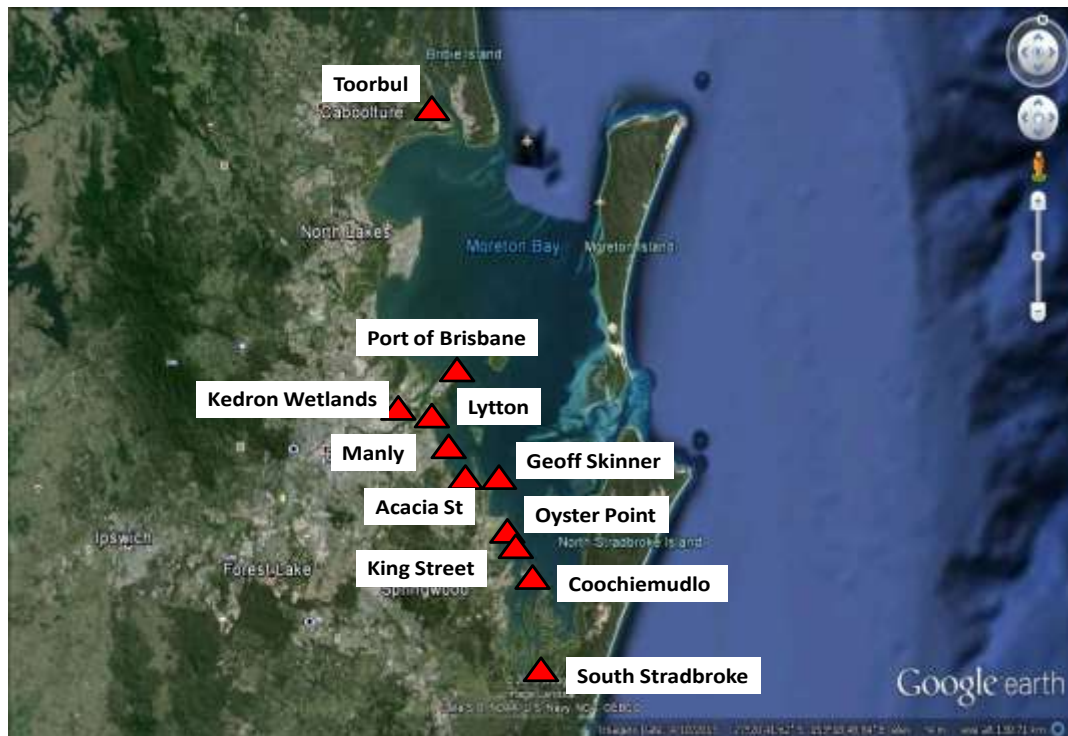 Bribie Island
Toorbul
Caboolture
North Lakes
Moreton Bay
Moreton Island
Port of Brisbane
Kedron Wetlands
Lytton
Manly
Geoff Skinner
Acacia St
Oyster Point
Ipswich
North Stradbroke Island
Forest Lake
King Street
Springwood
Coochiemudlo
South Stradbroke
Google earth